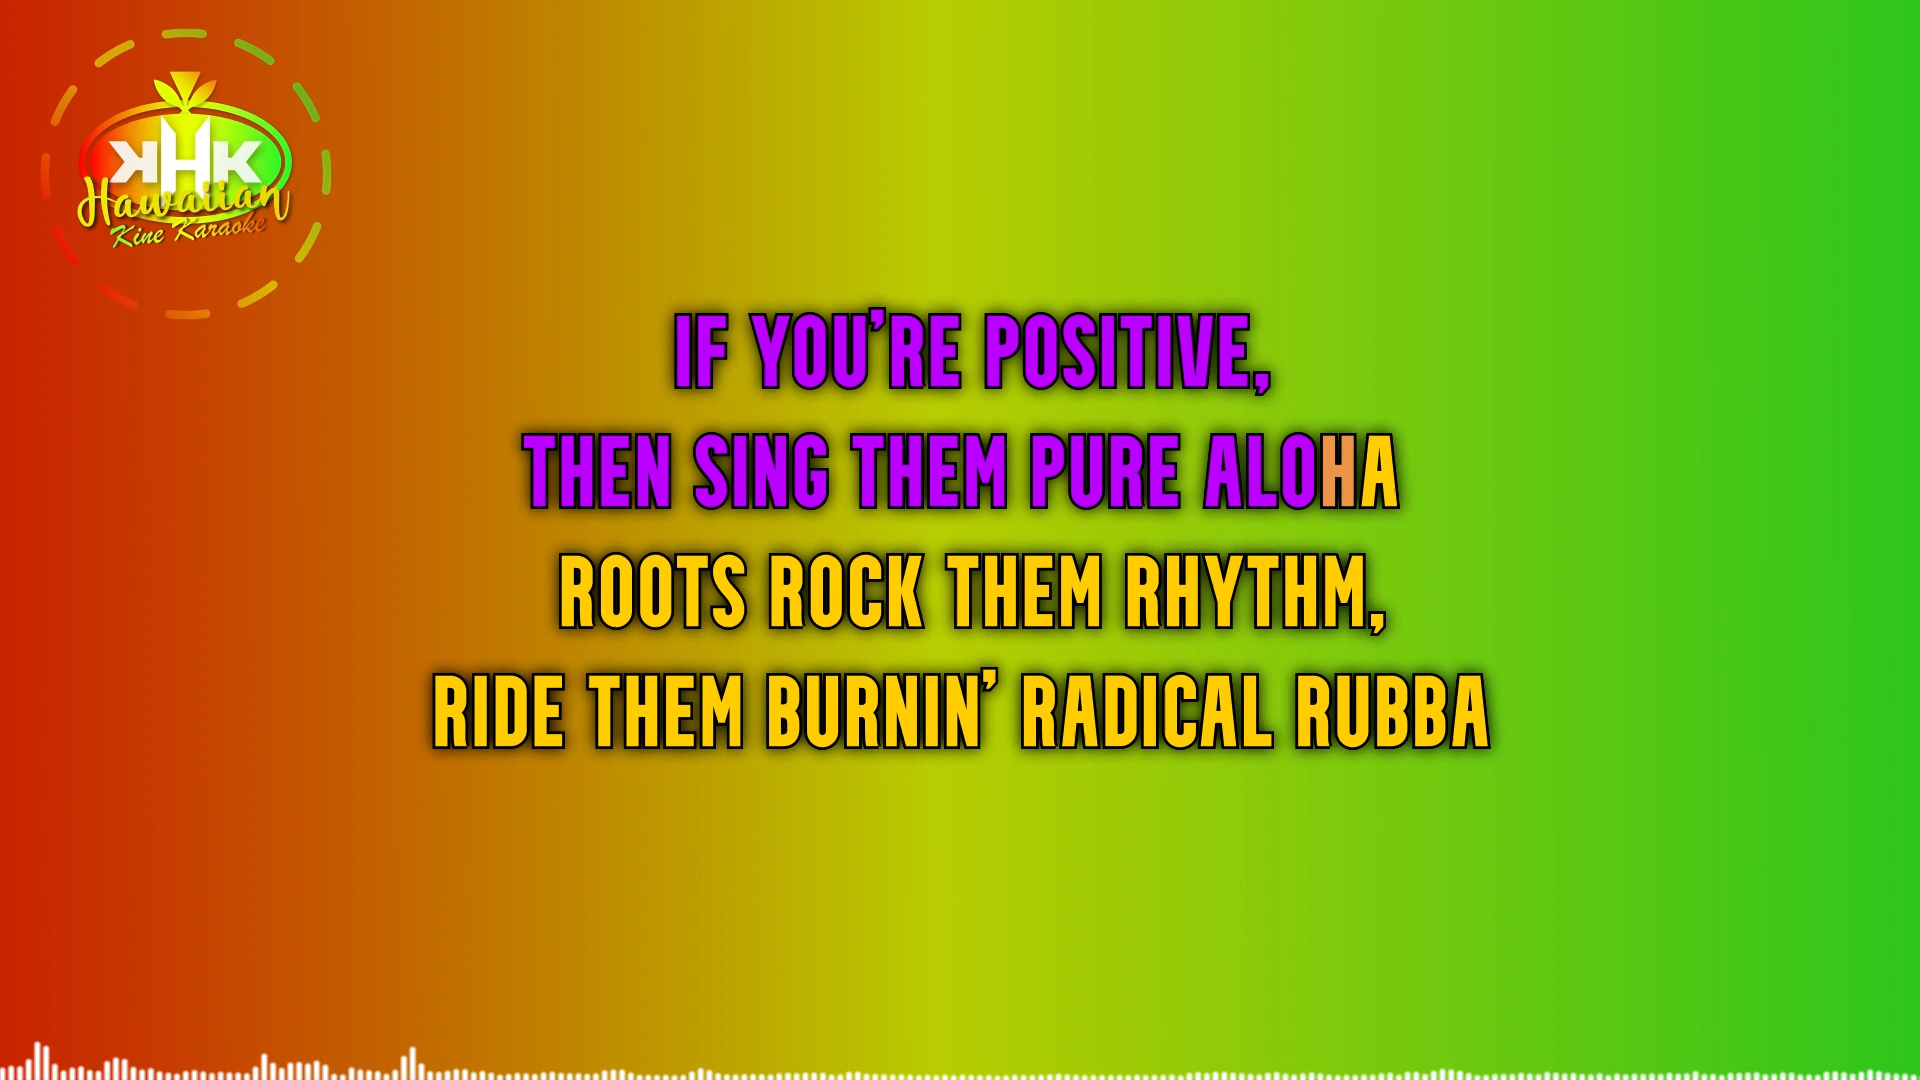 KHK
Hawaiian
Kine Karaoke
IF YOU'RE POSITIVE,
THEN SING THEM PURE ALOHA
ROOTS ROCK THEM RHYTHM,
RIDE THEM BURNIN' RADICAL RUBBA